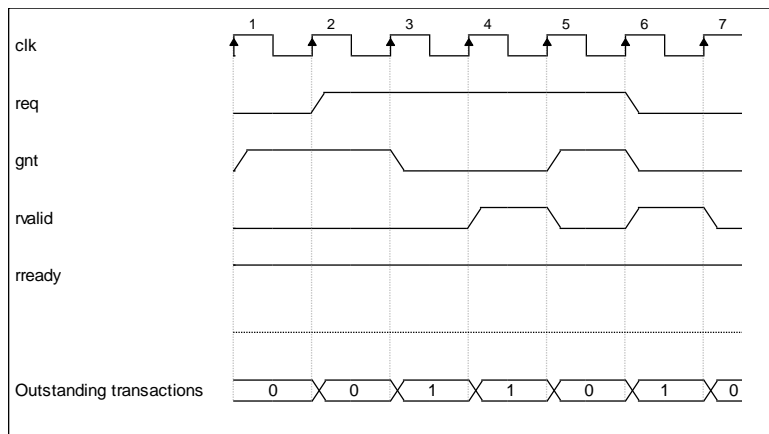 1 2 3 4 5 6 7
clk
req
gnt
rvalid
rready
Outstanding transactions 0 0 1 1 0 1 0